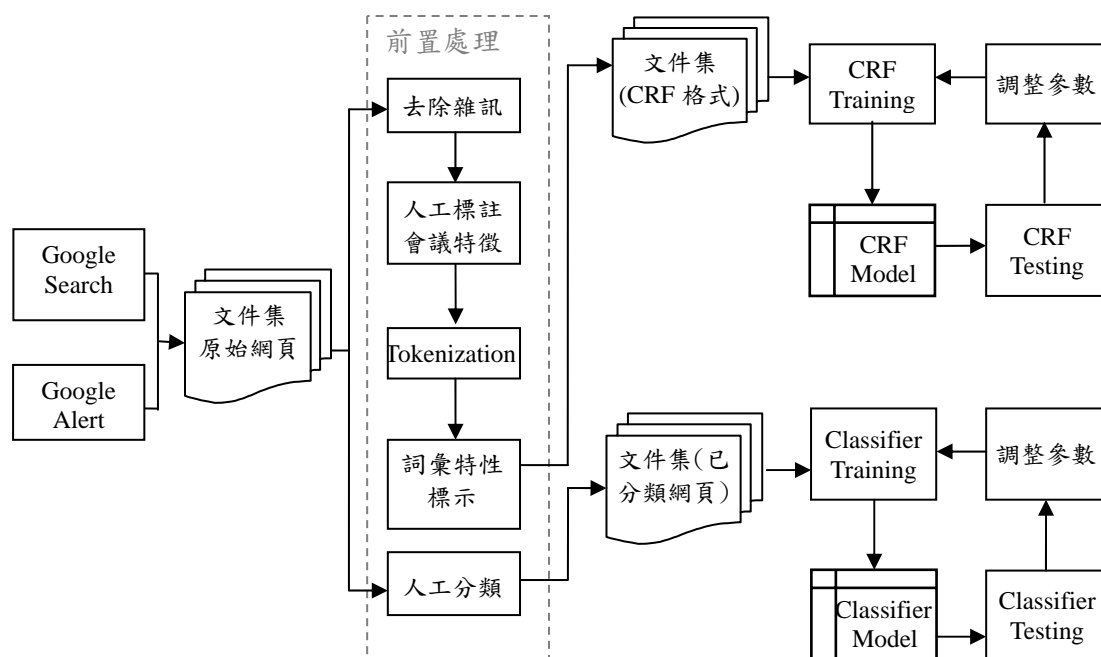 Google
Search
Google
Alert
文件集
原始網頁
前置處理
去除雜訊
人工標註
會議特徵
Tokenization
詞彙特性
標示
人工分類
文件集
(CRF 格式)
CRF
Training
調整參數
CRF
Model
CRF
Testing
文件集(已
分類網頁)
Classifier
Training
調整參數
Classifier
Model
Classifier
Testing